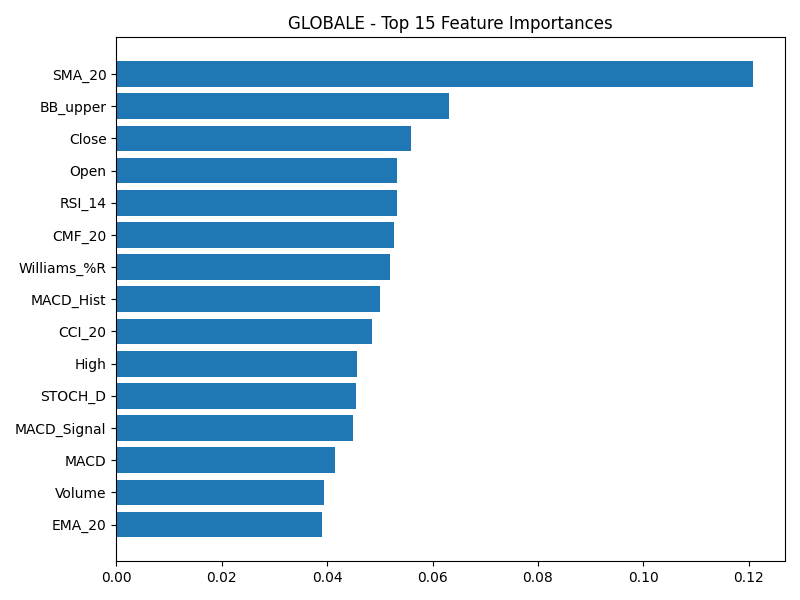 GLOBALE - Top 15 Feature Importances
SMA_20
BB_upper
Close
Open
RSI_14
CMF_20
Williams_%R
MACD_Hist
CCI_20
High
STOCH_D
MACD_Signal
MACD
Volume
EMA_20
0.00 0.02 0.04 0.06 0.08 0.10 0.12